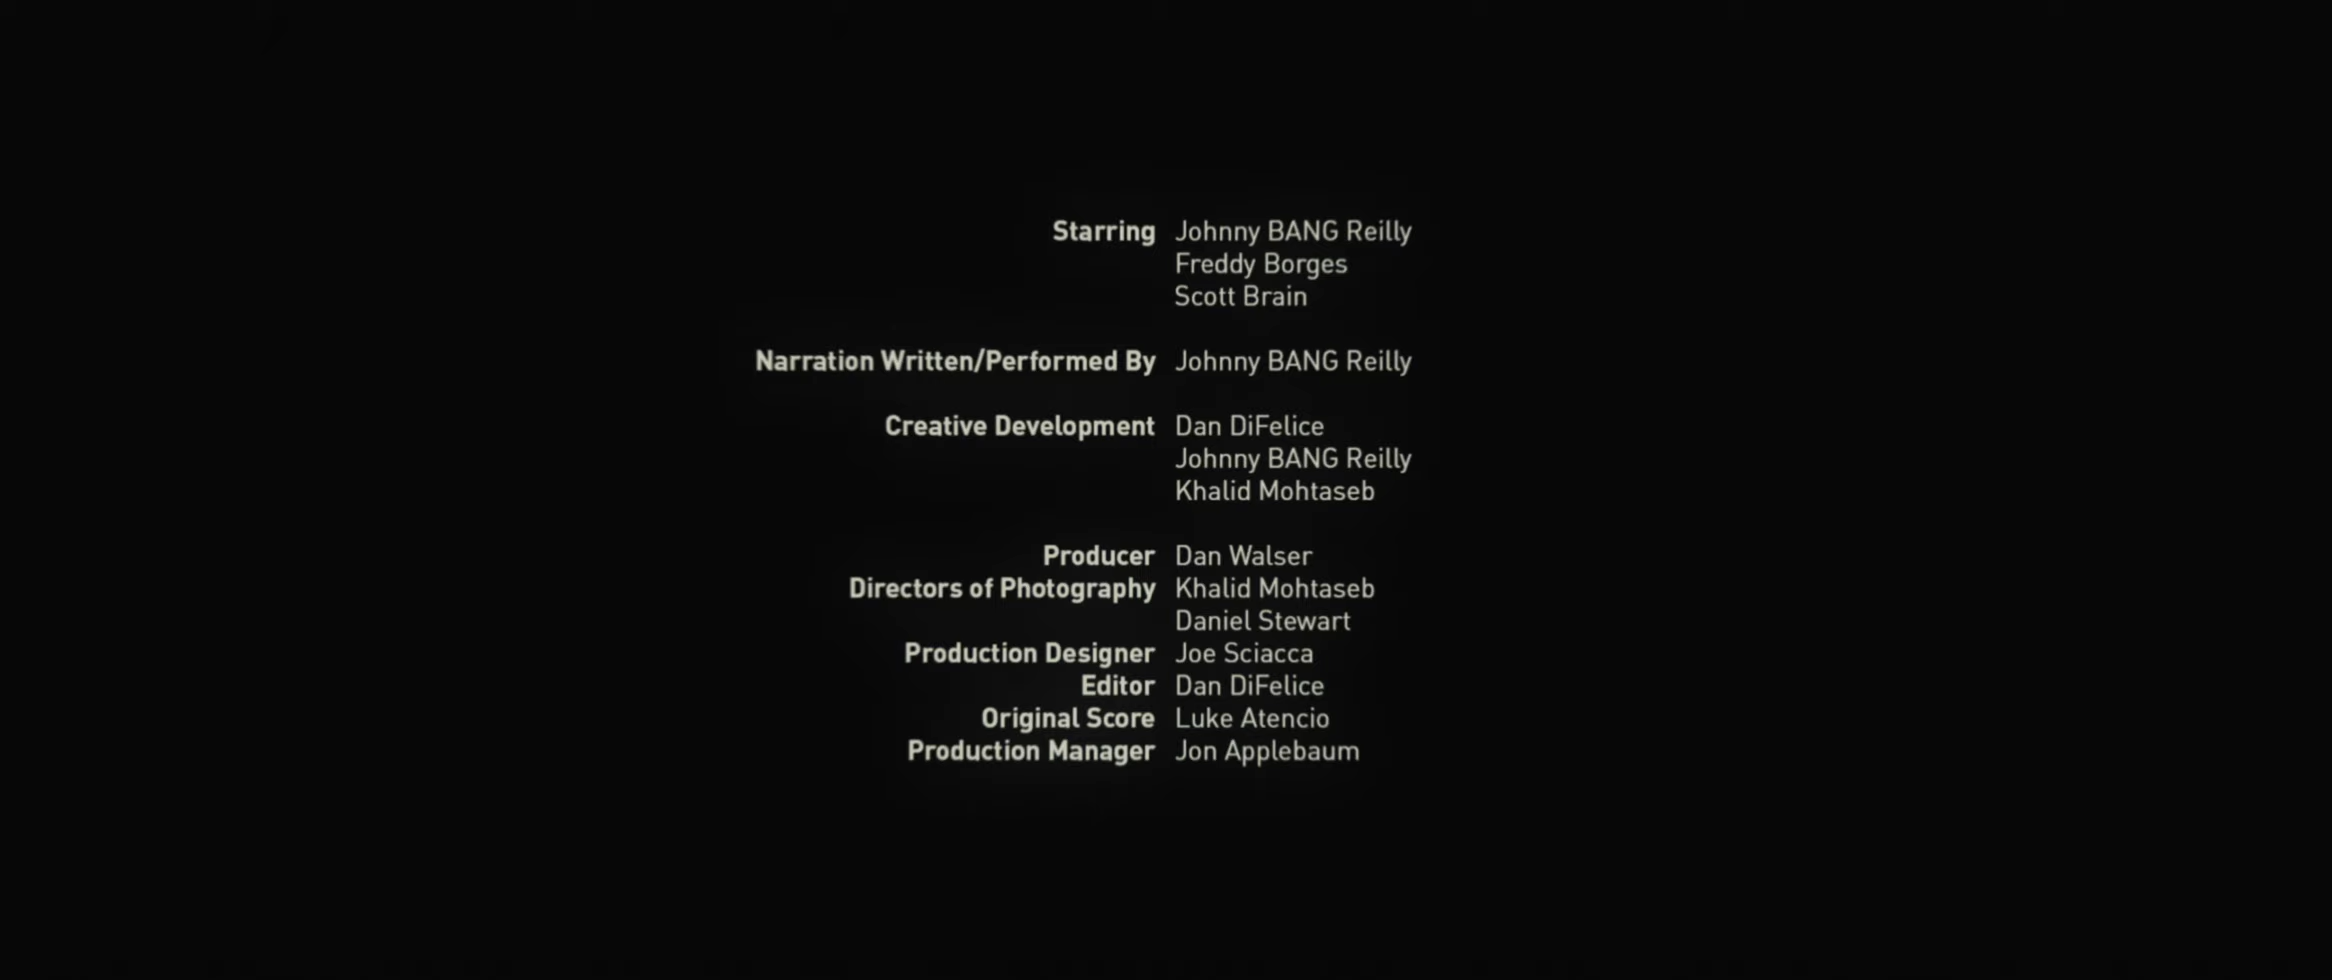 Starring Johnny BANG Reilly
Freddy Borges
Scott Brain
Narration Written/Performed By Johnny BANG Reilly
Creative Development Dan DiFelice
Johnny BANG Reilly
Khalid Mohtaseb
Producer Dan Walser
Directors of Photography Khalid Mohtaseb
Daniel Stewart
Production Designer Joe Sciacca
Editor Dan DiFelice
Original Score Luke Atencio
Production Manager Jon Applebaum